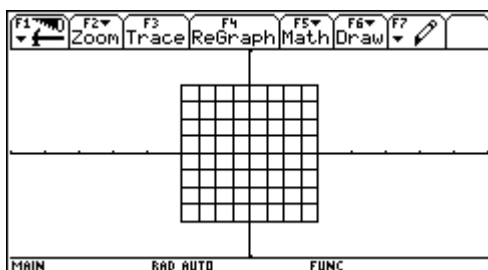 F1 F2 F3 F4 F5 F6 F7
Zoom Trace ReGraph Math Draw
MAIN RAD AUTO FUNC